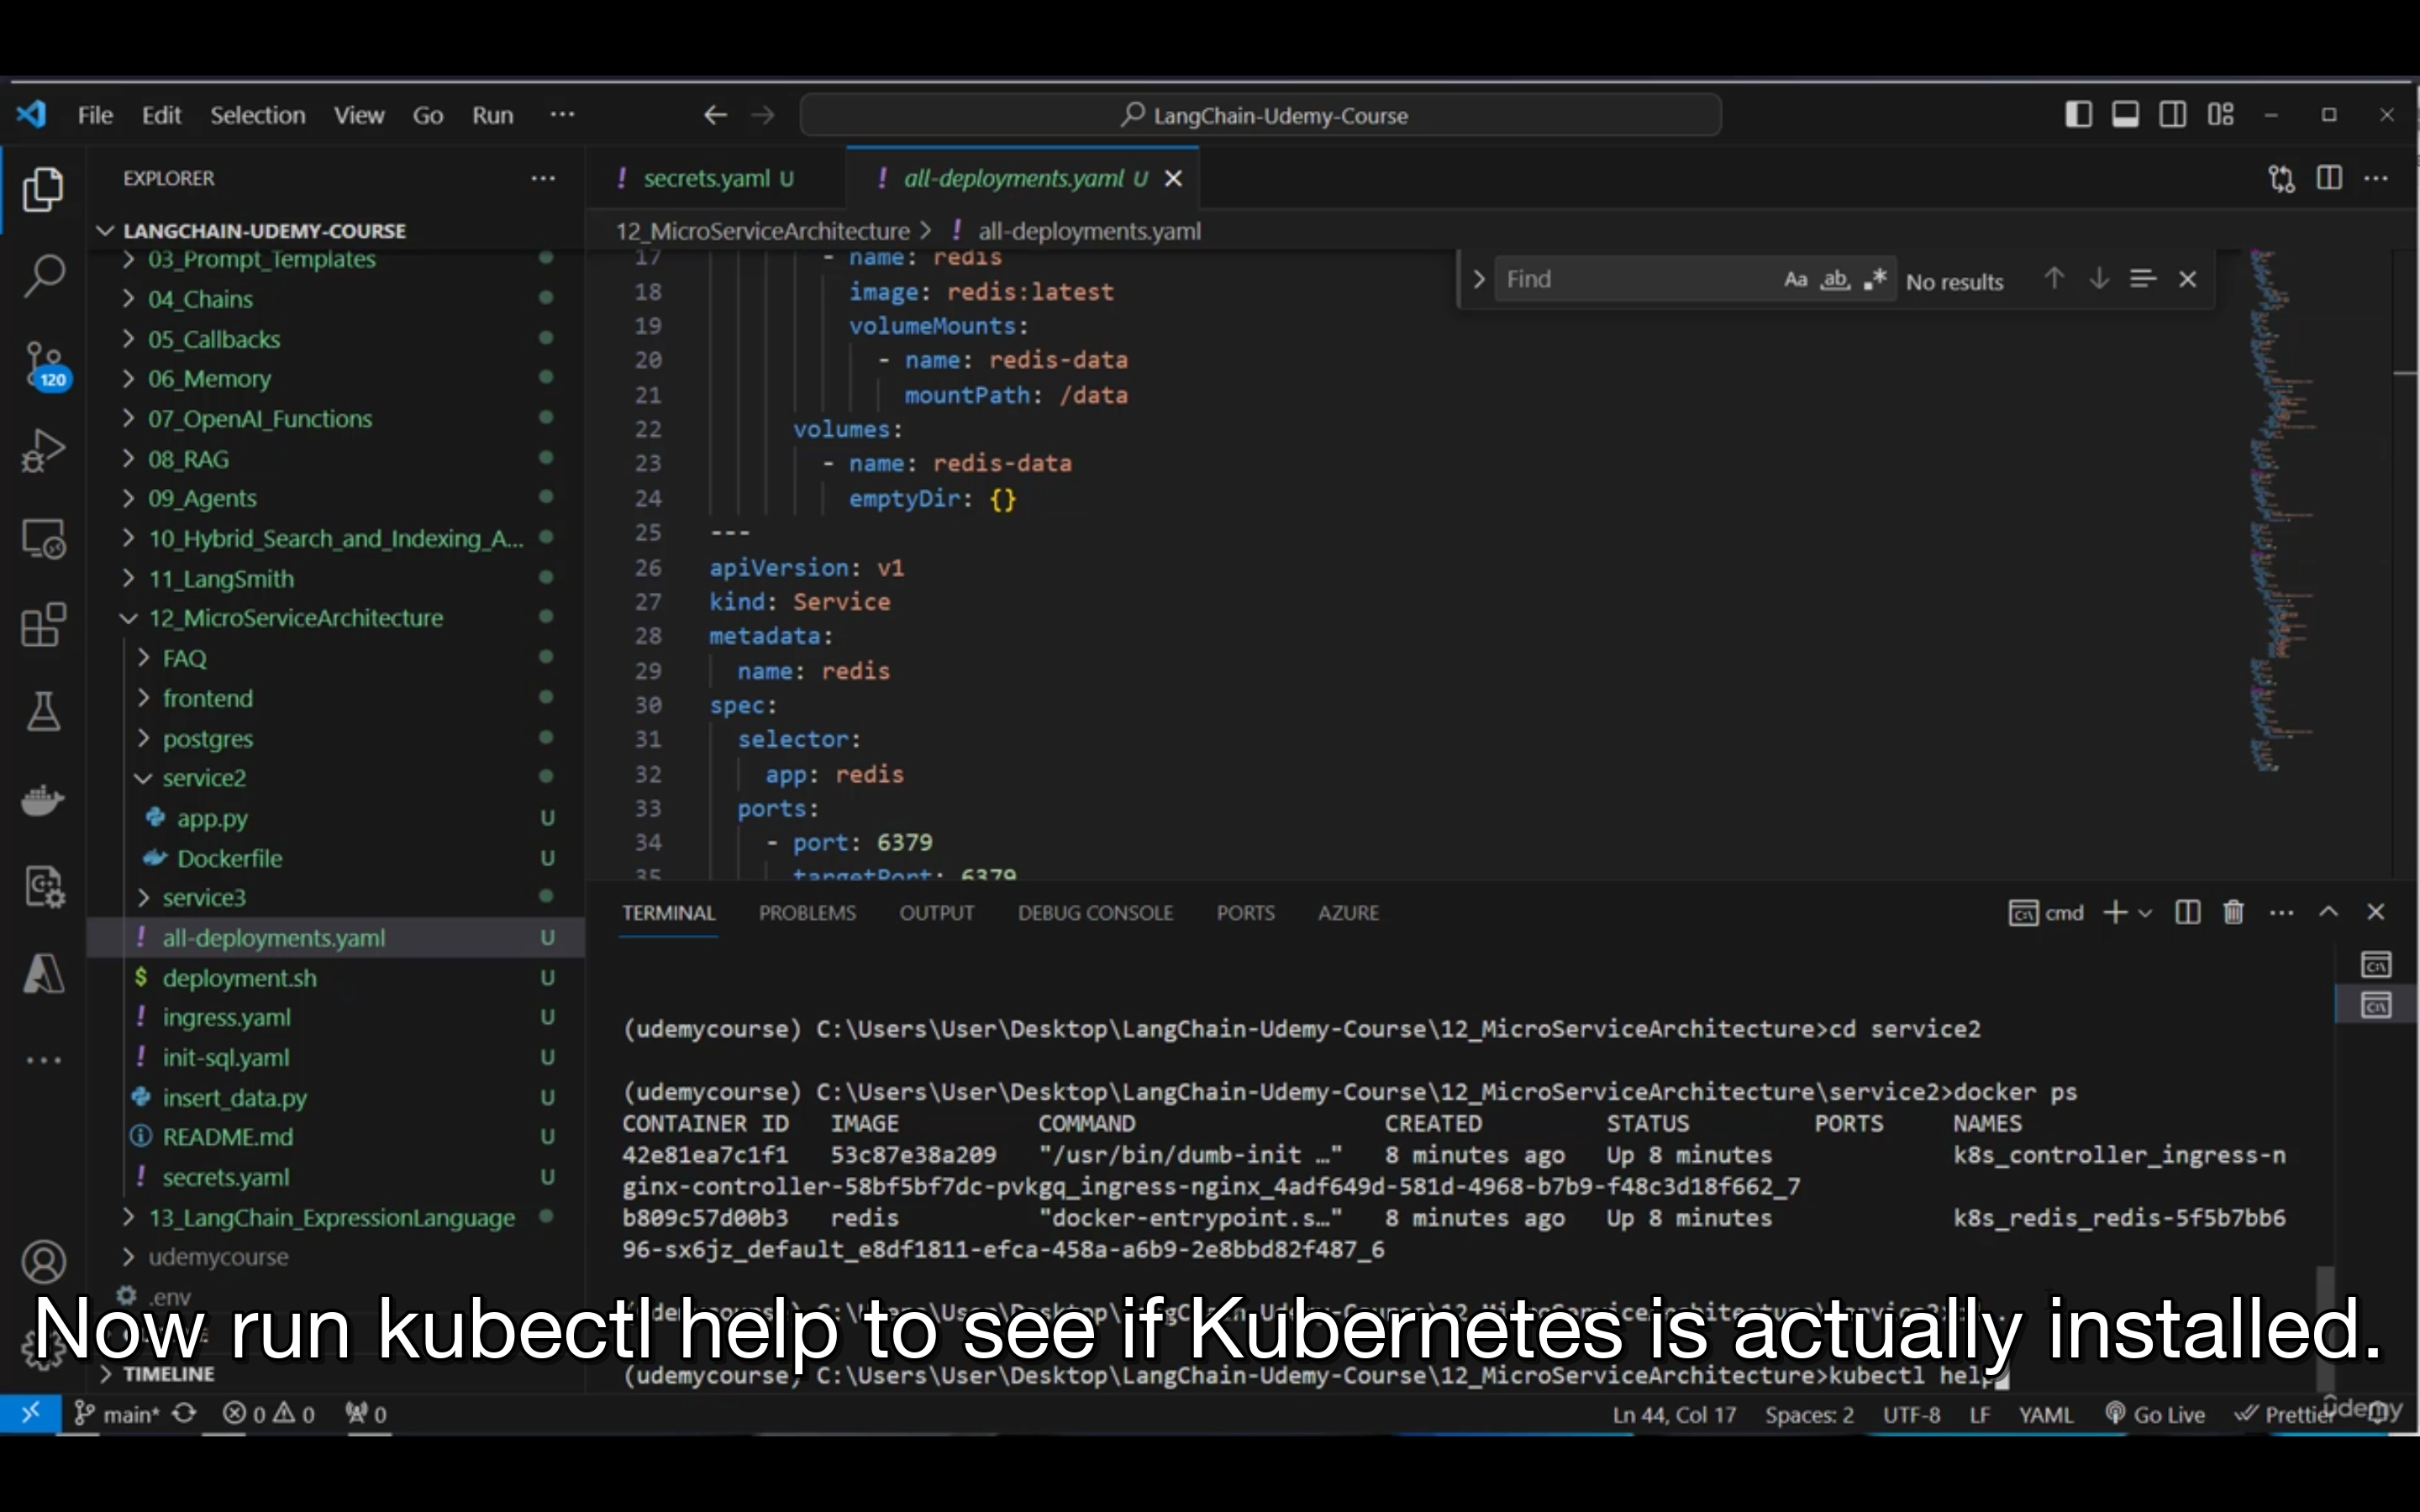 File Edit Selection View Go Run ... LangChain-Udemy-Course
EXPLORER
LANGCHAIN-UDEMY-COURSE
03_Prompt_Templates
04_Chains
05_Callbacks
06_Memory
07_OpenAI_Functions
08_RAG
09_Agents
10_Hybrid_Search_and_Indexing_A...
11_LangSmith
12_MicroServiceArchitecture
FAQ
frontend
postgres
service2
app.py U
Dockerfile U
service3
! all-deployments.yaml U
$ deployment.sh U
! ingress.yaml U
! init-sql.yaml U
insert_data.py U
README.md U
! secrets.yaml U
13_LangChain_ExpressionLanguage
udemycourse
.env
TIMELINE
120
! secrets.yaml U ! all-deployments.yaml U
12_MicroServiceArchitecture > ! all-deployments.yaml
Find Aa ab No results
17 - name: redis
18 image: redis:latest
19 volumeMounts:
20 - name: redis-data
21 mountPath: /data
22 volumes:
23 - name: redis-data
24 emptyDir: {}
25 ---
26 apiVersion: v1
27 kind: Service
28 metadata:
29 name: redis
30 spec:
31 selector:
32 app: redis
33 ports:
34 - port: 6379
35 targetPort: 6379
TERMINAL PROBLEMS OUTPUT DEBUG CONSOLE PORTS AZURE cmd
(udemycourse) C:\Users\User\Desktop\LangChain-Udemy-Course\12_MicroServiceArchitecture>cd service2
(udemycourse) C:\Users\User\Desktop\LangChain-Udemy-Course\12_MicroServiceArchitecture\service2>docker ps
CONTAINER ID IMAGE COMMAND CREATED STATUS PORTS NAMES
42e81ea7c1f1 53c87e38a209 "/usr/bin/dumb-init …" 8 minutes ago Up 8 minutes k8s_controller_ingress-n
ginx-controller-58bf5bf7dc-pvkgq_ingress-nginx_4adf649d-581d-4968-b7b9-f48c3d18f662_7
b809c57d00b3 redis "docker-entrypoint.s…" 8 minutes ago Up 8 minutes k8s_redis_redis-5f5b7bb6
96-sx6jz_default_e8df1811-efca-458a-a6b9-2e8bbd82f487_6
Now run kubectl help to see if Kubernetes is actually installed.
(udemycourse) C:\Users\User\Desktop\LangChain-Udemy-Course\12_MicroServiceArchitecture>kubectl help
main* 0 0 0 Ln 44, Col 17 Spaces: 2 UTF-8 LF YAML Go Live Prettier
udemy